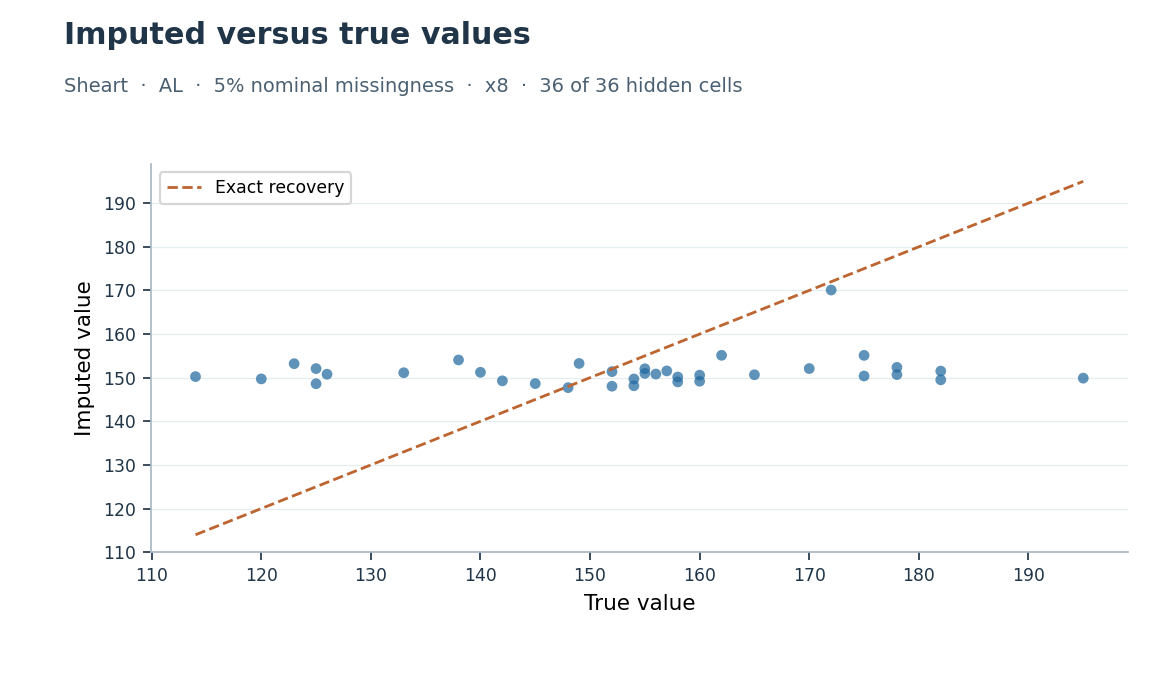 Imputed versus true values
Sheart · AL · 5% nominal missingness · x8 · 36 of 36 hidden cells
Exact recovery
190
180
170
160
150
140
130
120
110
Imputed value
110 120 130 140 150 160 170 180 190
True value